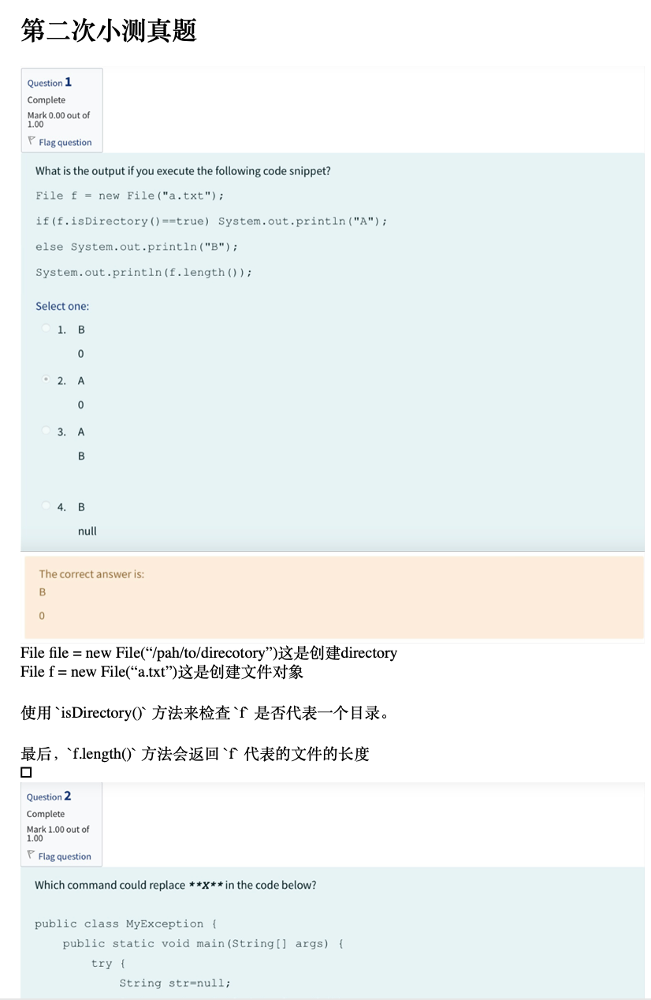 第二次小测真题
Question 1
Complete
Mark 0.00 out of
1.00
Flag question
What is the output if you execute the following code snippet?
File f = new File("a.txt");
if(f.isDirectory()==true) System.out.println("A");
else System.out.println("B");
System.out.println(f.length());
Select one:
1. B
0
2. A
0
3. A
B
4. B
null
The correct answer is:
B
0
File file = new File(“/pah/to/direcotory”)这是创建directory
File f = new File(“a.txt”)这是创建文件对象
使用 `isDirectory()` 方法来检查 `f` 是否代表一个目录。
最后，`f.length()` 方法会返回 `f` 代表的文件的长度
Question 2
Complete
Mark 1.00 out of
1.00
Flag question
Which command could replace **X** in the code below?
public class MyException {
public static void main(String[] args) {
try {
String str=null;